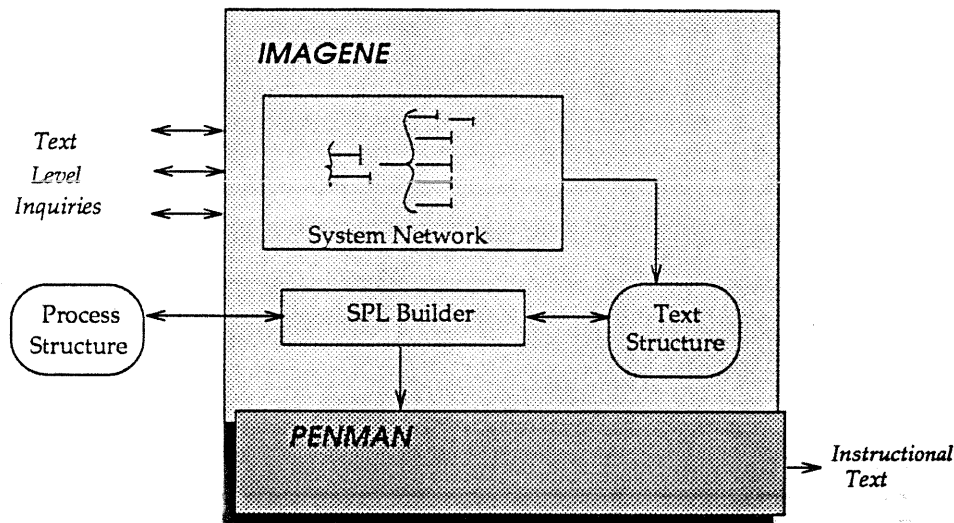 IMAGENE
Text
Level
Inquiries
System Network
Process
Structure
SPL Builder
Text
Structure
PENMAN
Instructional
Text